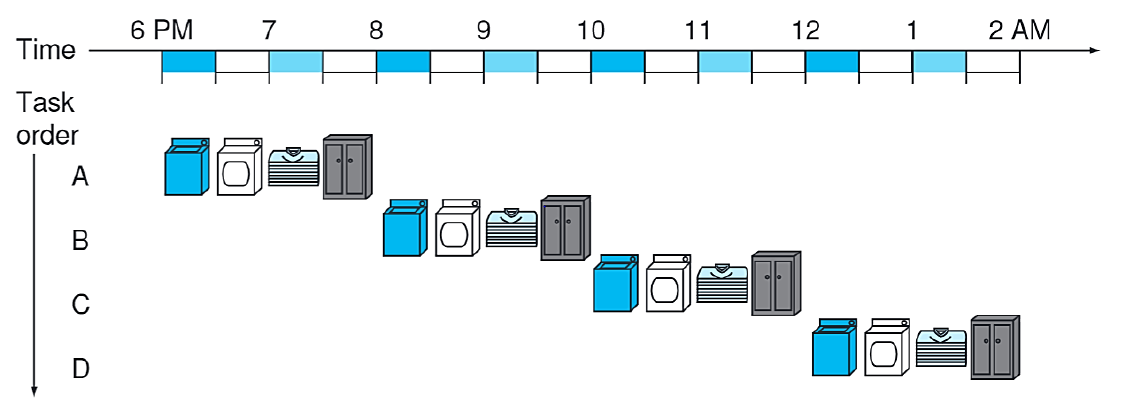 6 PM 7 8 9 10 11 12 1 2 AM
Time
Task
order
A
B
C
D